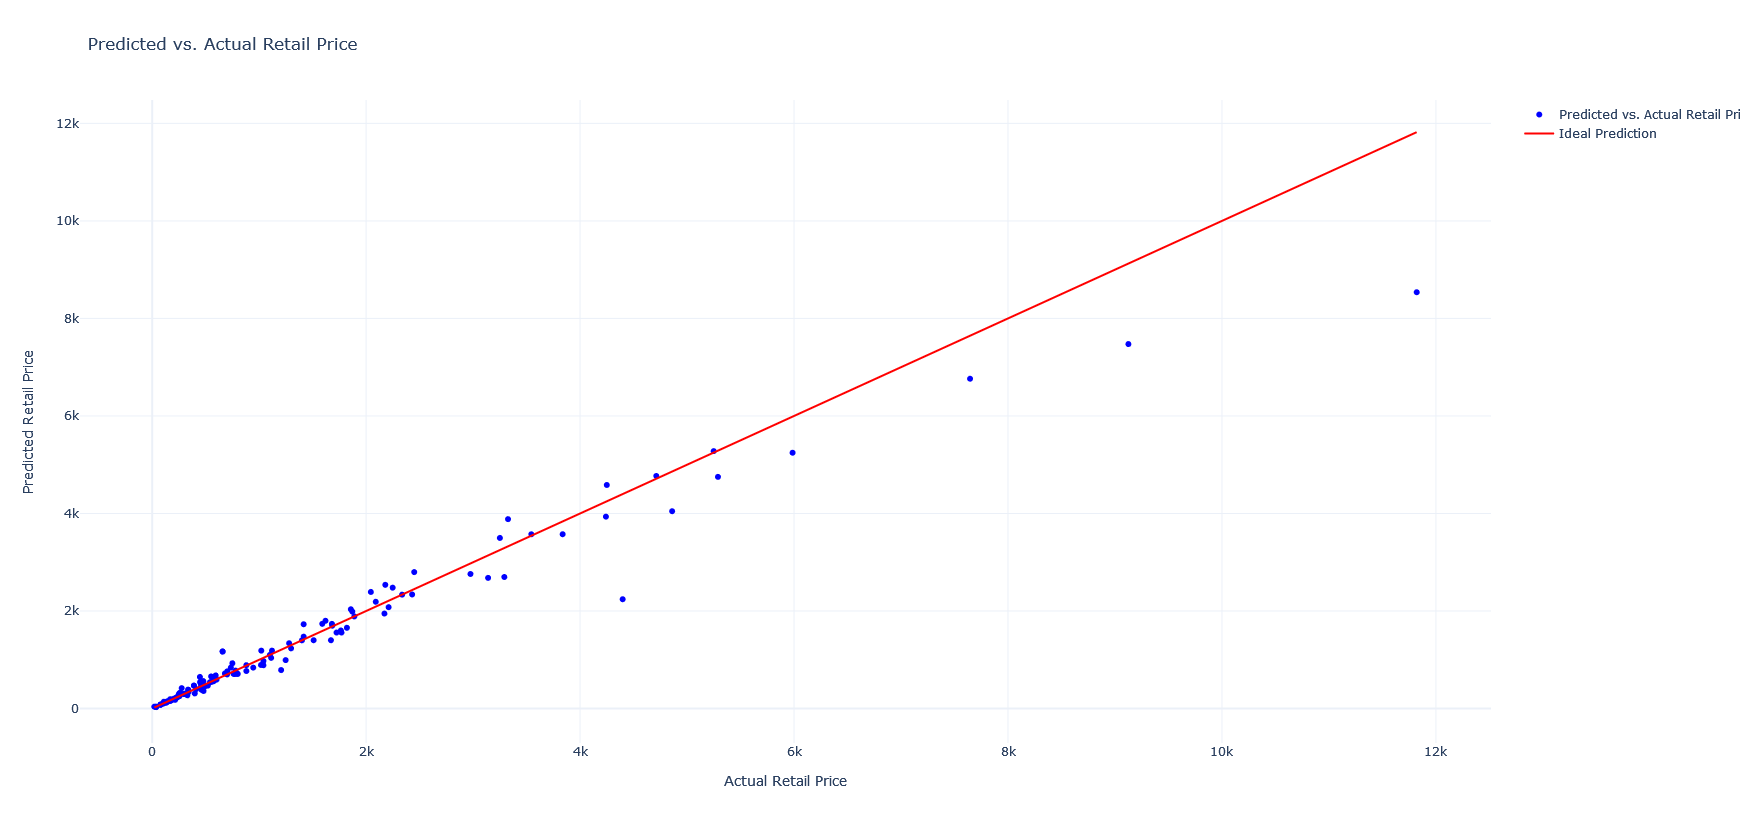 Predicted vs. Actual Retail Price
Predicted vs. Actual Retail Pri
Ideal Prediction
12k
10k
8k
6k
4k
2k
0
Predicted Retail Price
0 2k 4k 6k 8k 10k 12k
Actual Retail Price